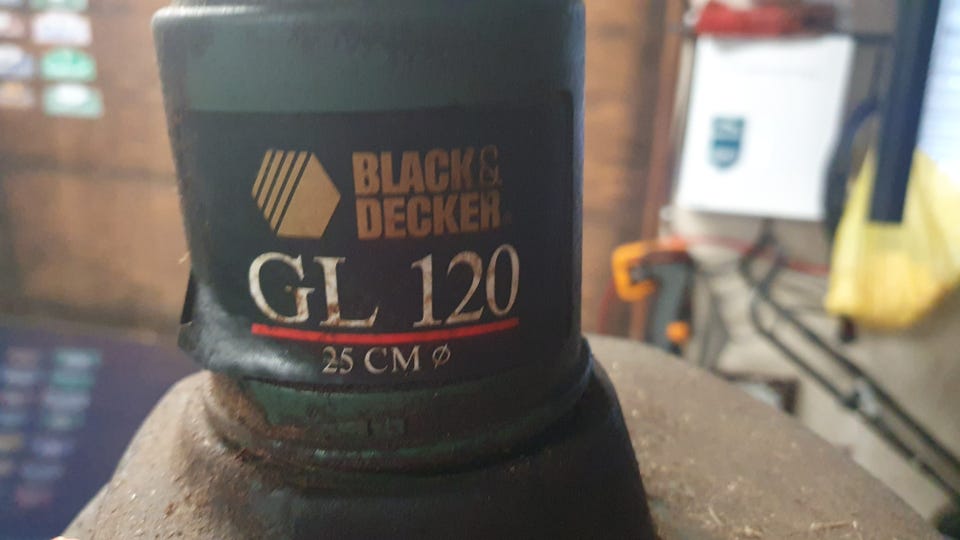 BLACK &
DECKER
GL 120
25 CM Ø